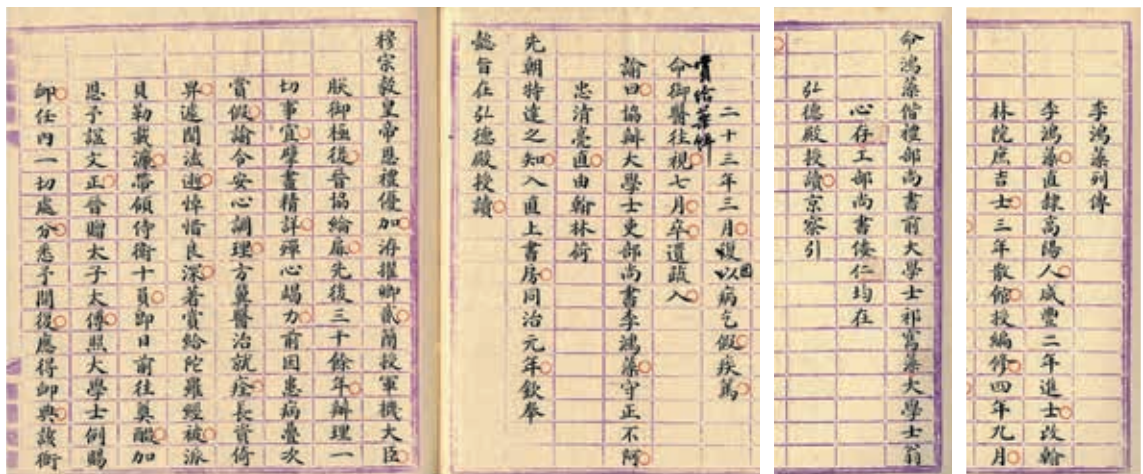 李鴻藻列傳
李鴻藻直隸高陽人咸豐二年進士改翰
林院庶吉士三年散館授編修四年九月
命鴻藻偕禮部尚書前大學士祁寯藻大學士翁
心存工部尚書倭仁均在
弘德殿授讀京察引
二十三年三月復以因病乞假疾篤
賞給葠
命御醫往視七月卒遺疏入
諭曰協辦大學士吏部尚書李鴻藻守正不阿
忠清亮直由翰林荷
先朝特達之知入直上書房同治元年欽奉
懿旨在弘德殿授讀
穆宗毅皇帝恩禮優加洊擢卿貳簡授軍機大臣
朕御極後晉協綸扉先後三十餘年辦理一
切事宜擘畫精詳殫心竭力前因患病疊次
賞假諭令安心調理方冀醫治就痊長資倚
畀遽聞溘逝悼惜良深著賞給陀羅經被派
貝勒載濂帶領侍衛十員即日前往奠醊加
恩予諡文正晉贈太子太傅照大學士例賜
卹任內一切處分悉予開復應得卹典該衙